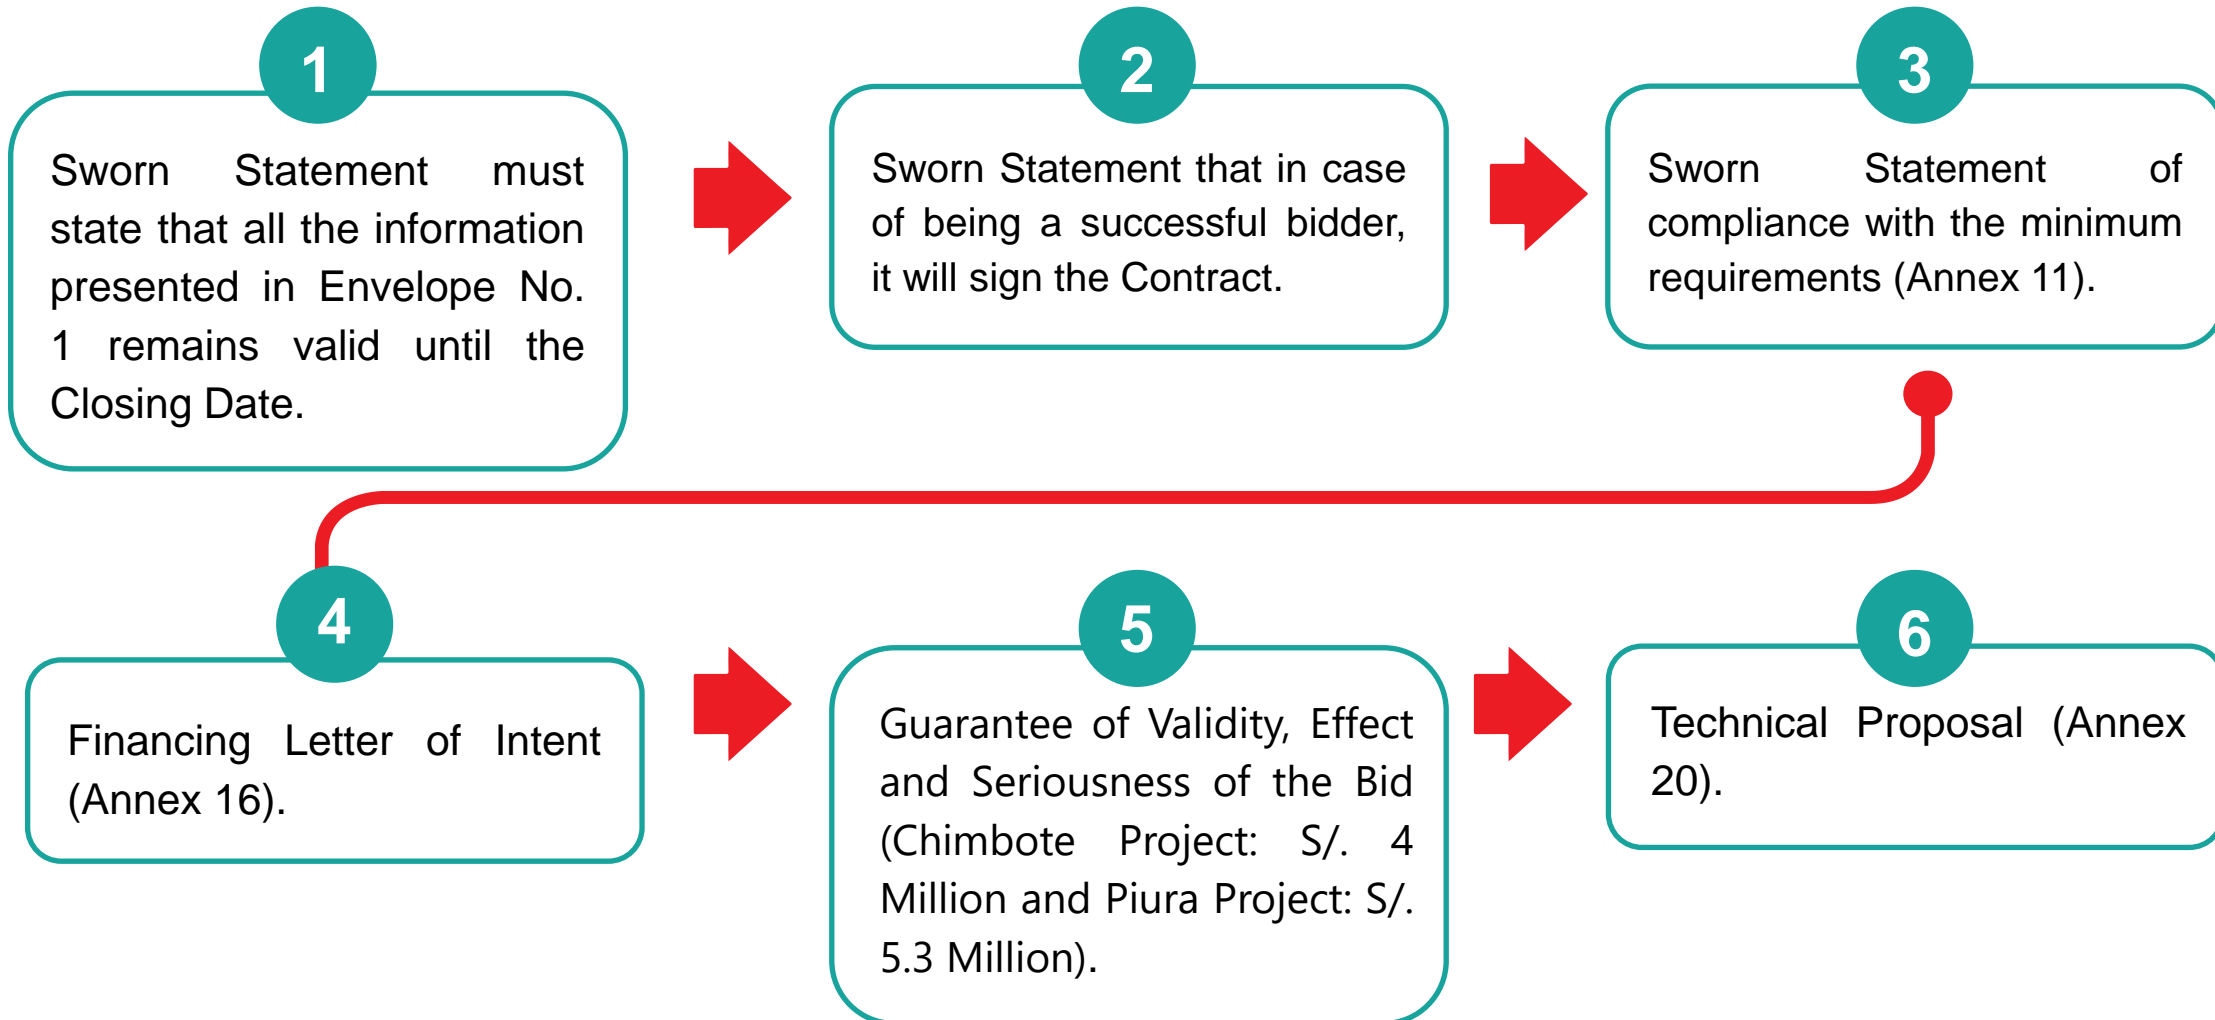 1
Sworn Statement must
state that all the information
presented in Envelope No.
1 remains valid until the
Closing Date.
2
Sworn Statement that in case
of being a successful bidder,
it will sign the Contract.
3
Sworn Statement of
compliance with the minimum
requirements (Annex 11).
4
Financing Letter of Intent
(Annex 16).
5
Guarantee of Validity, Effect
and Seriousness of the Bid
(Chimbote Project: S/. 4
Million and Piura Project: S/.
5.3 Million).
6
Technical Proposal (Annex
20).